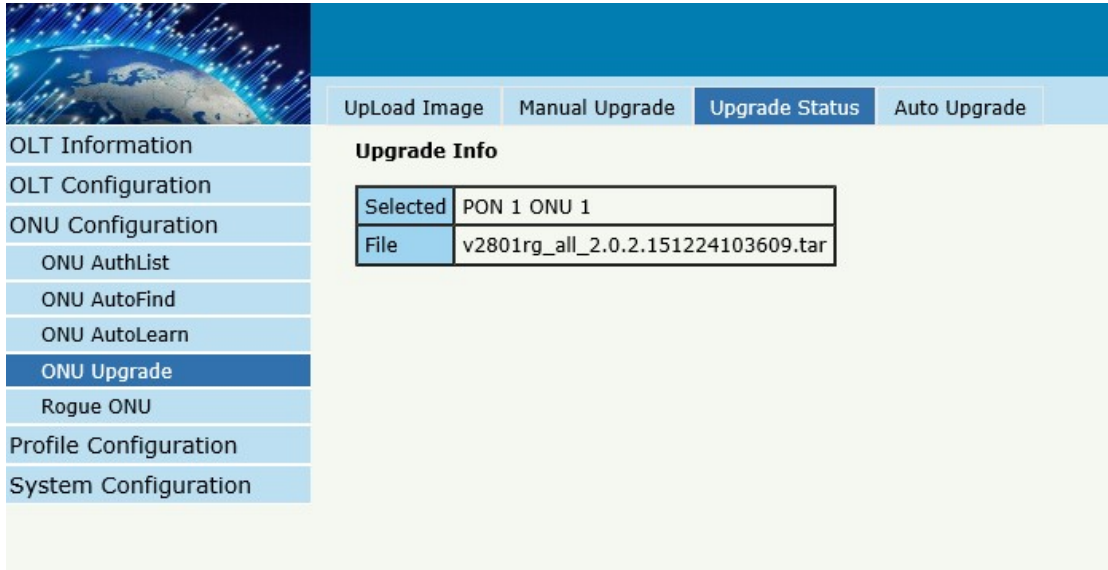 UpLoad Image Manual Upgrade Upgrade Status Auto Upgrade
OLT Information
OLT Configuration
ONU Configuration
ONU AuthList
ONU AutoFind
ONU AutoLearn
ONU Upgrade
Rogue ONU
Profile Configuration
System Configuration
Upgrade Info
Selected PON 1 ONU 1
File v2801rg_all_2.0.2.151224103609.tar